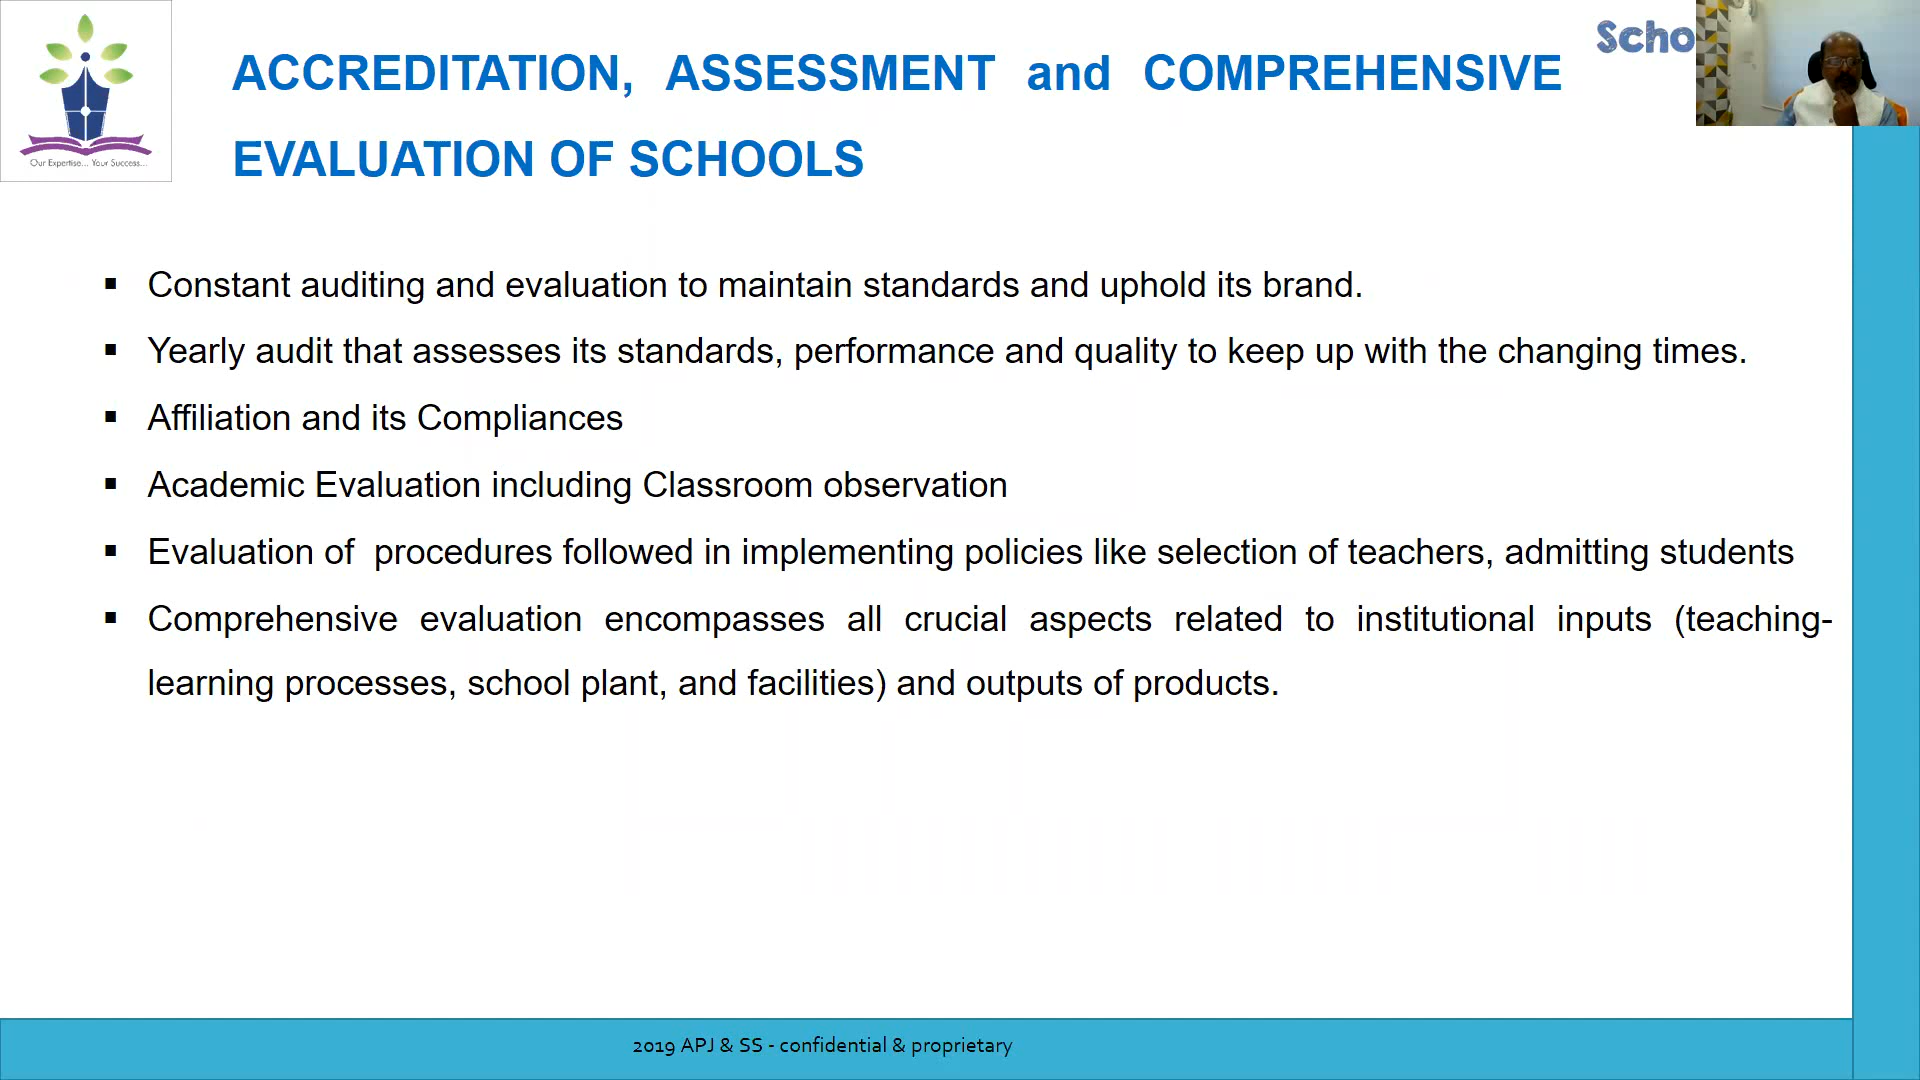 Our Expertise... Your Success...
ACCREDITATION, ASSESSMENT and COMPREHENSIVE
EVALUATION OF SCHOOLS
Scho
▪ Constant auditing and evaluation to maintain standards and uphold its brand.
▪ Yearly audit that assesses its standards, performance and quality to keep up with the changing times.
▪ Affiliation and its Compliances
▪ Academic Evaluation including Classroom observation
▪ Evaluation of  procedures followed in implementing policies like selection of teachers, admitting students
▪ Comprehensive evaluation encompasses all crucial aspects related to institutional inputs (teaching-
learning processes, school plant, and facilities) and outputs of products.
2019 APJ & SS - confidential & proprietary